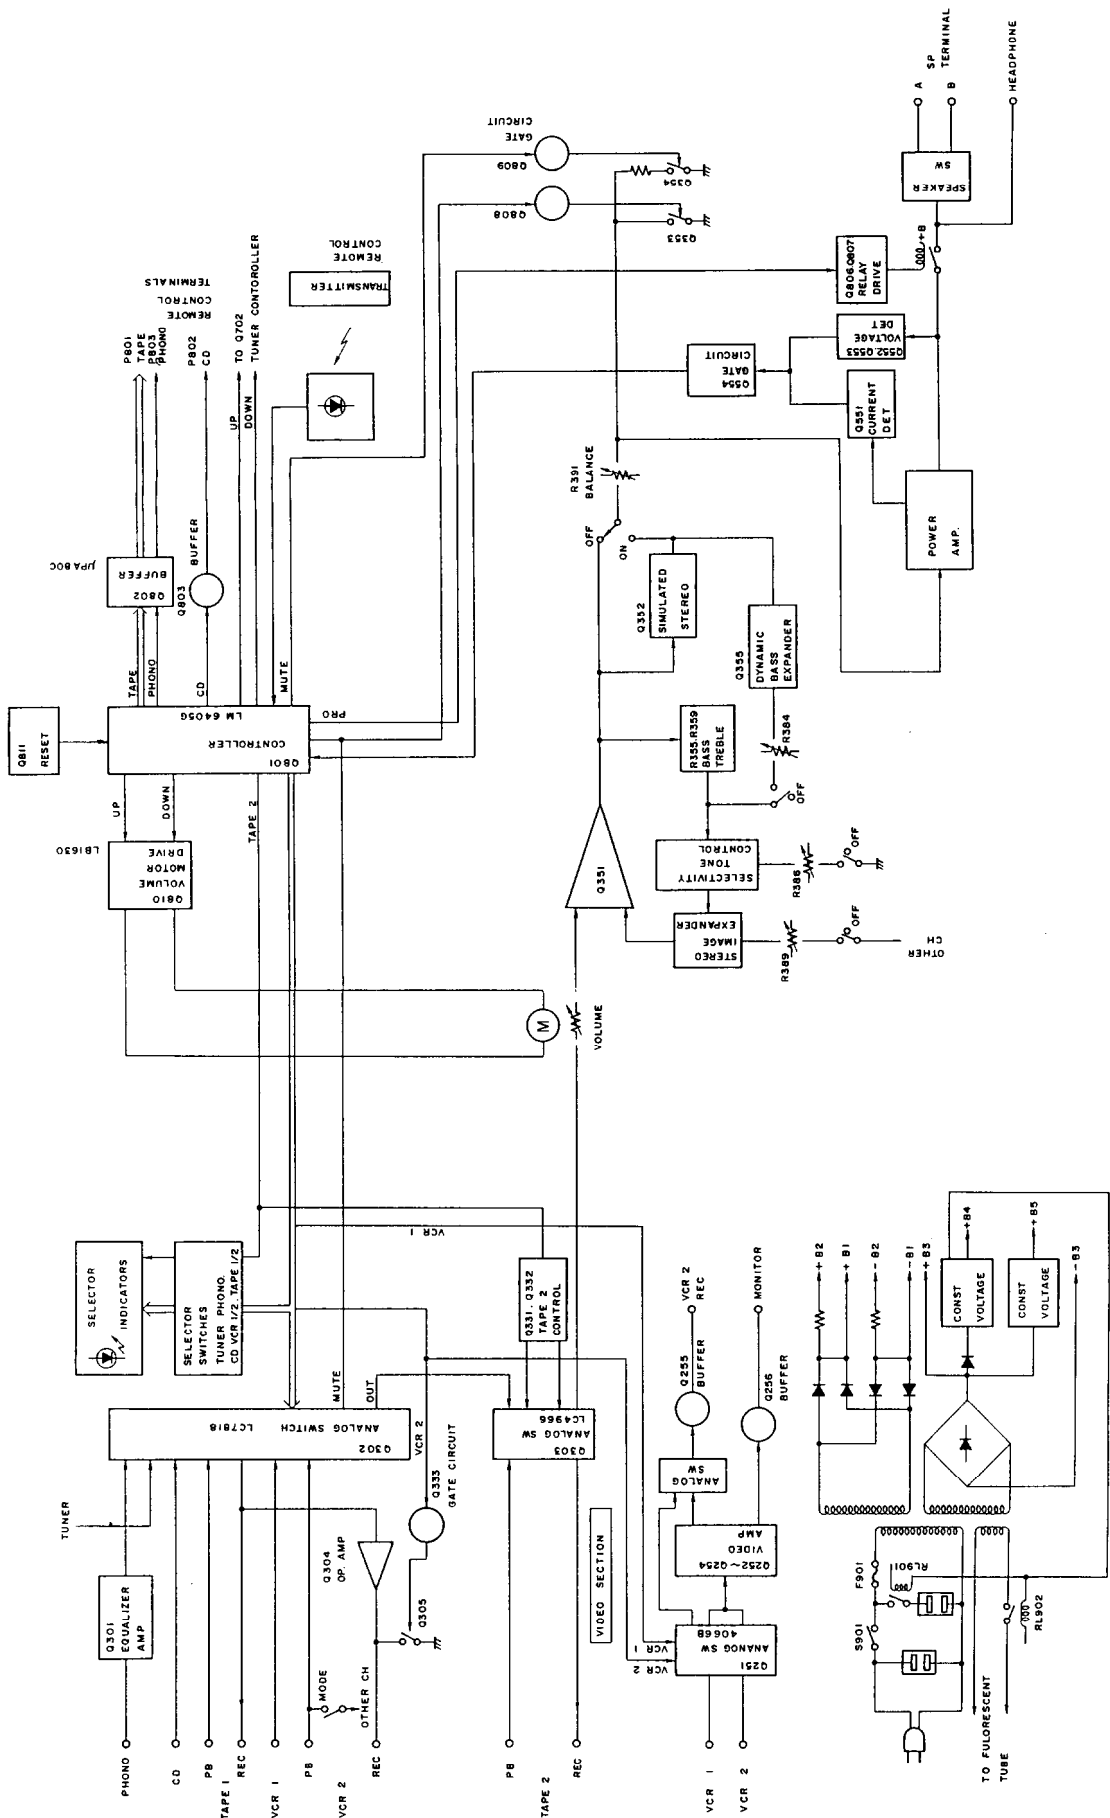 Q811
RESET
LB1630
UP
DOWN
Q810
VOLUME
MOTOR
DRIVE
TAPE 2
Q801
CONTROLLER
LM 6405G
TAPE
PHONO
CD
MUTE
PRO
Q802
BUFFER
µPA 80C
Q803
BUFFER
P801
TAPE
P803
PHONO
P802
CD
REMOTE
CONTROL
TERMINALS
UP
DOWN
TO Q702
TUNER CONTOROLLER
TRANSMITTER
REMOTE
CONTROL
Q809
GATE
CIRCUIT
Q808
Q354
Q353
SELECTOR
INDICATORS
SELECTOR
SWITCHES
TUNER PHONO.
CD VCR 1/2. TAPE 1/2
TUNER
Q301
EQUALIZER
AMP
Q302
ANALOG SWITCH
LC7818
MUTE
OUT
VCR 2
Q333
GATE CIRCUIT
Q304
OP. AMP
Q305
MODE
OTHER CH
PHONO
CD
PB
REC
TAPE 1
VCR 1
PB
REC
VCR 2
PB
REC
TAPE 2
Q303
ANALOG SW
LC4966
Q331. Q332
TAPE 2
CONTROL
VCR 1
M
VOLUME
Q351
OFF
ON
R391
BALANCE
Q352
SIMULATED
STEREO
Q355
DYNAMIC
BASS
EXPANDER
R355.R359
BASS
TREBLE
R384
OFF
SELECTIVITY
TONE
CONTROL
R386
OFF
STEREO
IMAGE
EXPANDER
R389
OFF
OTHER
CH
Q554
GATE
CIRCUIT
Q552.Q553
VOLTAGE
DET
Q551
CURRENT
DET
POWER
AMP.
Q806.Q807
RELAY
DRIVE
+B
SPEAKER
SW
A
B
SP
TERMINAL
HEADPHONE
VIDEO SECTION
VCR 1
VCR 2
VCR 1
VCR 2
Q251
ANANOG SW
4066B
Q252~Q254
VIDEO
AMP
ANALOG
SW
Q255
BUFFER
VCR 2
REC
Q256
BUFFER
MONITOR
S901
F901
RL901
RL902
TO FULORESCENT
TUBE
+B2
+B1
-B2
-B1
+B3
CONST
VOLTAGE
+B4
CONST
VOLTAGE
+B5
-B3